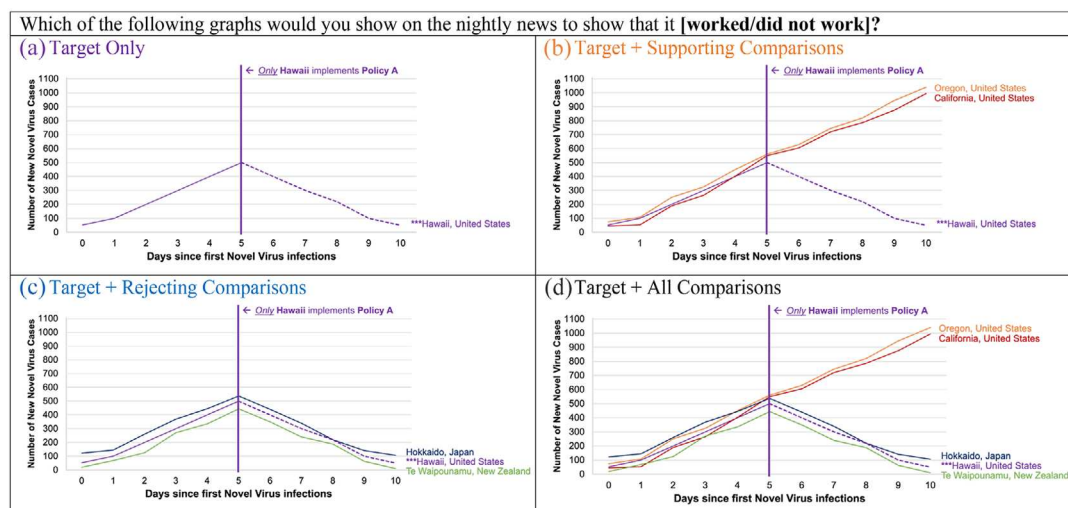 Which of the following graphs would you show on the nightly news to show that it [worked/did not work]?
(a) Target Only
← Only Hawaii implements Policy A
Number of New Novel Virus Cases
1100
1000
900
800
700
600
500
400
300
200
100
0
***Hawaii, United States
0 1 2 3 4 5 6 7 8 9 10
Days since first Novel Virus infections
(b) Target + Supporting Comparisons
← Only Hawaii implements Policy A
Number of New Novel Virus Cases
1100
1000
900
800
700
600
500
400
300
200
100
0
Oregon, United States
California, United States
***Hawaii, United States
0 1 2 3 4 5 6 7 8 9 10
Days since first Novel Virus infections
(c) Target + Rejecting Comparisons
← Only Hawaii implements Policy A
Number of New Novel Virus Cases
1100
1000
900
800
700
600
500
400
300
200
100
0
Hokkaido, Japan
***Hawaii, United States
Te Waipounamu, New Zealand
0 1 2 3 4 5 6 7 8 9 10
Days since first Novel Virus infections
(d) Target + All Comparisons
← Only Hawaii implements Policy A
Number of New Novel Virus Cases
1100
1000
900
800
700
600
500
400
300
200
100
0
Oregon, United States
California, United States
Hokkaido, Japan
***Hawaii, United States
Te Waipounamu, New Zealand
0 1 2 3 4 5 6 7 8 9 10
Days since first Novel Virus infections